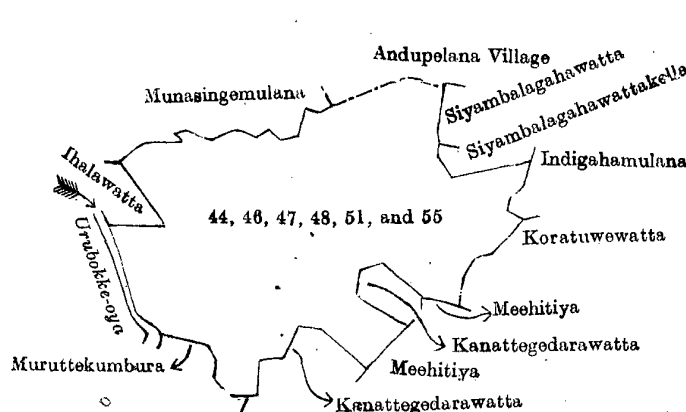 Andupelana Village
Munasingemulana
Siyambalagahawatta
Siyambalagahawattakelle
Ihalawatta
Indigahamulana
44, 46, 47, 48, 51, and 55
Urubokke-oya
Koratuwewatta
Meehitiya
Kanattegedarawatta
Muruttekumbura
Meehitiya
Kanattegedarawatta